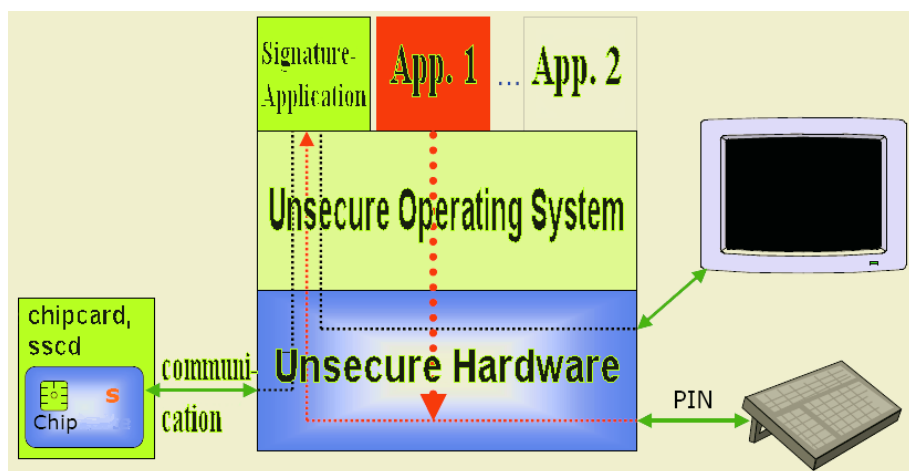 Signature-
Application
App. 1
...
App. 2
Unsecure Operating System
chipcard,
sscd
communi-
cation
S
Chip
Unsecure Hardware
PIN